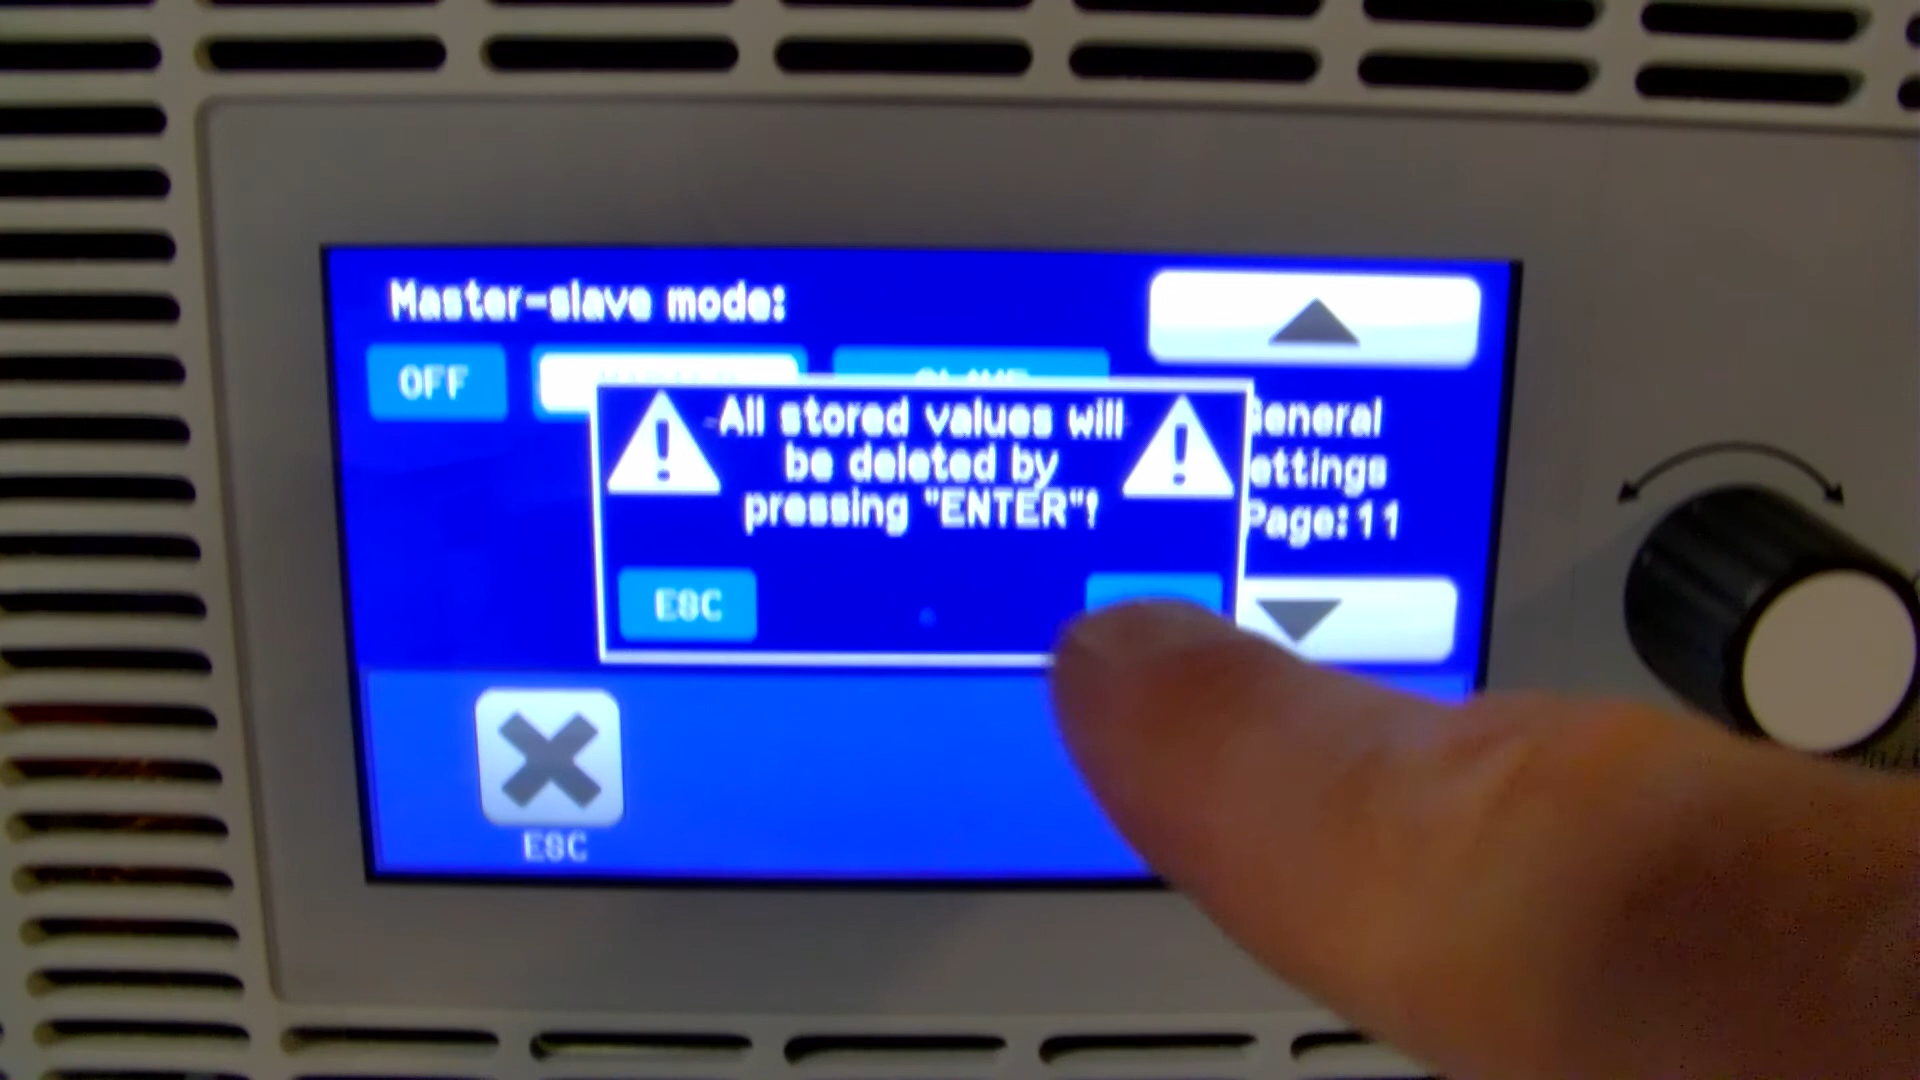 Master-slave mode:
OFF
All stored values will
be deleted by
pressing "ENTER"!
ESC
eneral
ettings
Page:11
ESC